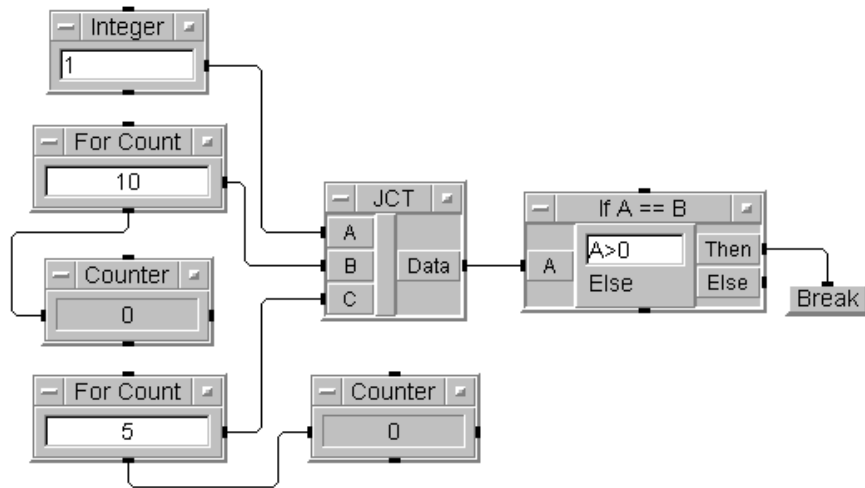 Integer
1
For Count
10
Counter
0
For Count
5
Counter
0
JCT
A
B
C
Data
If A == B
A
A>0
Else
Then
Else
Break